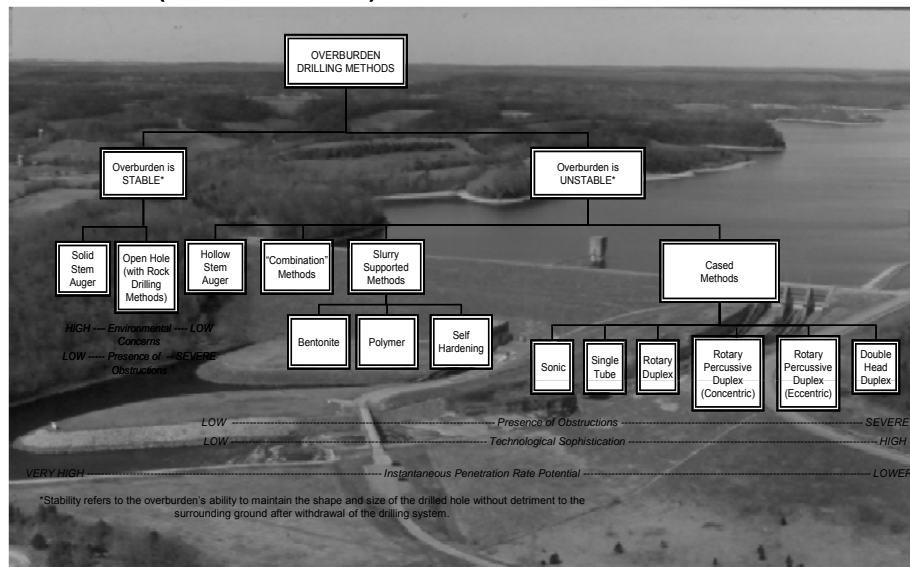 OVERBURDEN
DRILLING METHODS
Overburden is
STABLE*
Overburden is
UNSTABLE*
Solid
Stem
Auger
Open Hole
(with Rock
Drilling
Methods)
Hollow
Stem
Auger
"Combination"
Methods
Slurry
Supported
Methods
Cased
Methods
HIGH ---- Environmental ---- LOW
Concerns
LOW ----- Presence of --- SEVERE
Obstructions
Bentonite
Polymer
Self
Hardening
Sonic
Single
Tube
Rotary
Duplex
Rotary
Percussive
Duplex
(Concentric)
Rotary
Percussive
Duplex
(Eccentric)
Double
Head
Duplex
LOW ---- Presence of Obstructions ---- SEVERE
LOW ---- Technological Sophistication ---- HIGH
VERY HIGH ---- Instantaneous Penetration Rate Potential ---- LOWER
*Stability refers to the overburden's ability to maintain the shape and size of the drilled hole without detriment to the
surrounding ground after withdrawal of the drilling system.